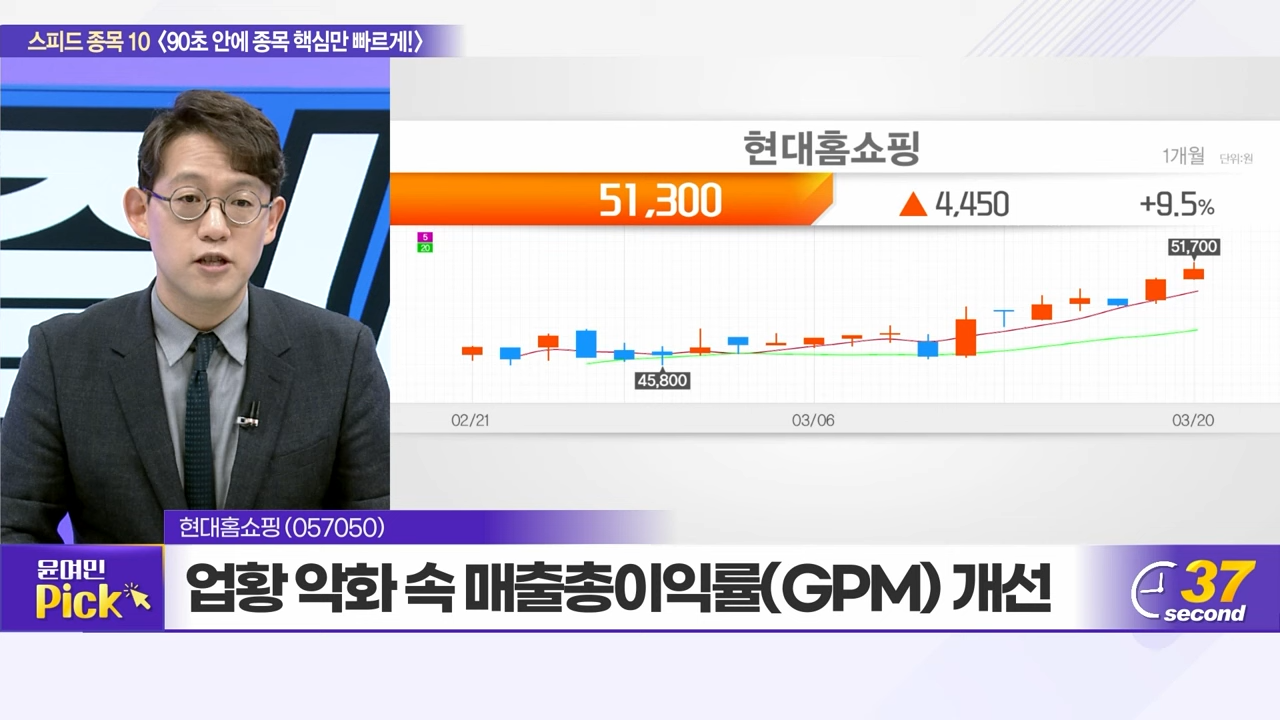 스피드 종목 10 <90초 안에 종목 핵심만 빠르게!>
현대홈쇼핑
1개월 단위:원
51,300 ▲ 4,450 +9.5%
5
20
51,700
45,800
02/21 03/06 03/20
현대홈쇼핑 (057050)
윤여민
Pick
업황 악화 속 매출총이익률(GPM) 개선
37
second